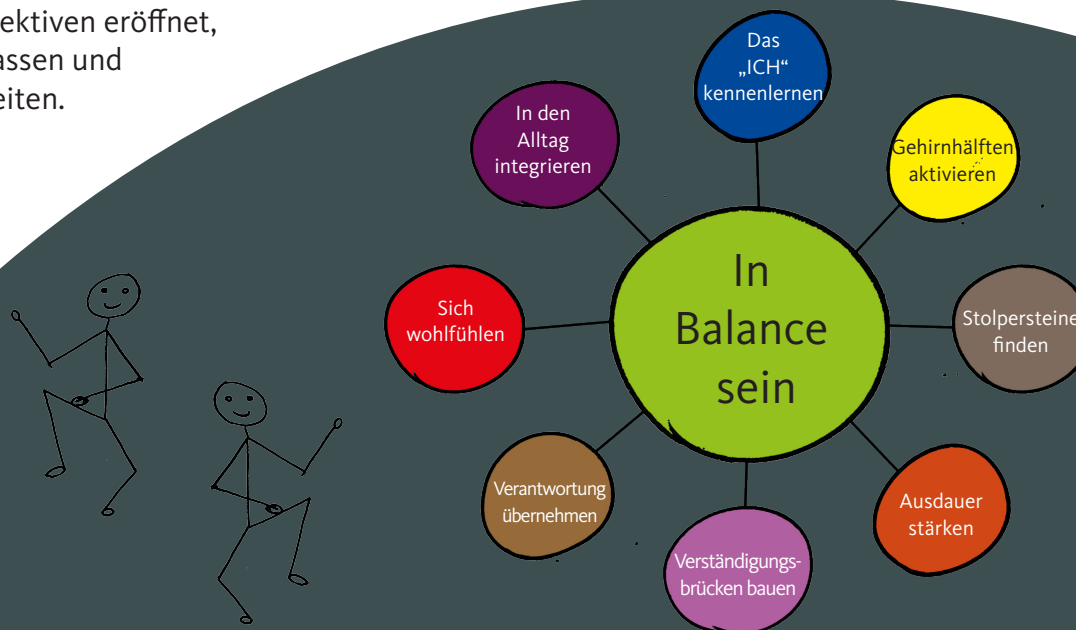 ektiven eröffnet,
assen und
eiten.
Das
„ICH“
kennenlernen
In den
Alltag
integrieren
Gehirnhälften
aktivieren
In
Balance
sein
Sich
wohlfühlen
Stolpersteine
finden
Verantwortung
übernehmen
Ausdauer
stärken
Verständigungs-
brücken bauen